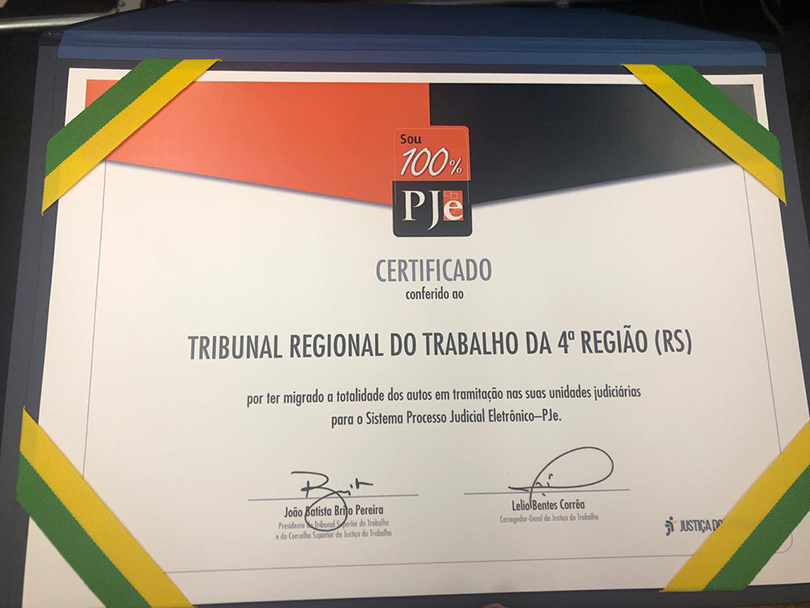 Sou
100%
PJe
CERTIFICADO
conferido ao
TRIBUNAL REGIONAL DO TRABALHO DA 4ª REGIÃO (RS)
por ter migrado a totalidade dos autos em tramitação nas suas unidades judiciárias
para o Sistema Processo Judicial Eletrônico–PJe.
João Batista Brito Pereira
Presidente do Tribunal Superior do Trabalho
e do Conselho Superior da Justiça do Trabalho
Lelio Bentes Corrêa
Corregedor-Geral da Justiça do Trabalho
JUSTIÇA DO